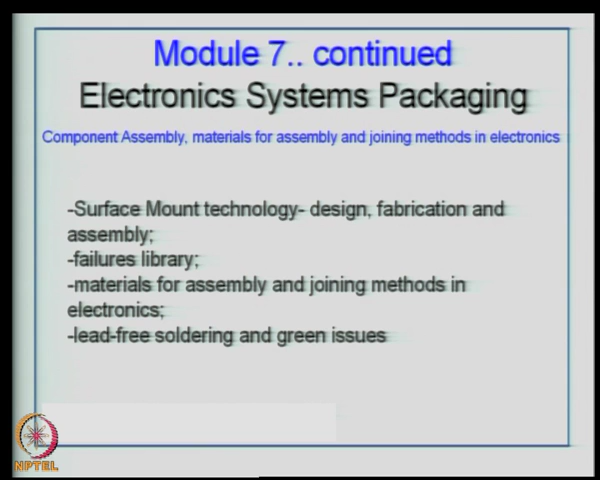 Module 7.. continued
Electronics Systems Packaging
Component Assembly, materials for assembly and joining methods in electronics
-Surface Mount technology- design, fabrication and
assembly;
-failures library;
-materials for assembly and joining methods in
electronics;
-lead-free soldering and green issues
NPTEL